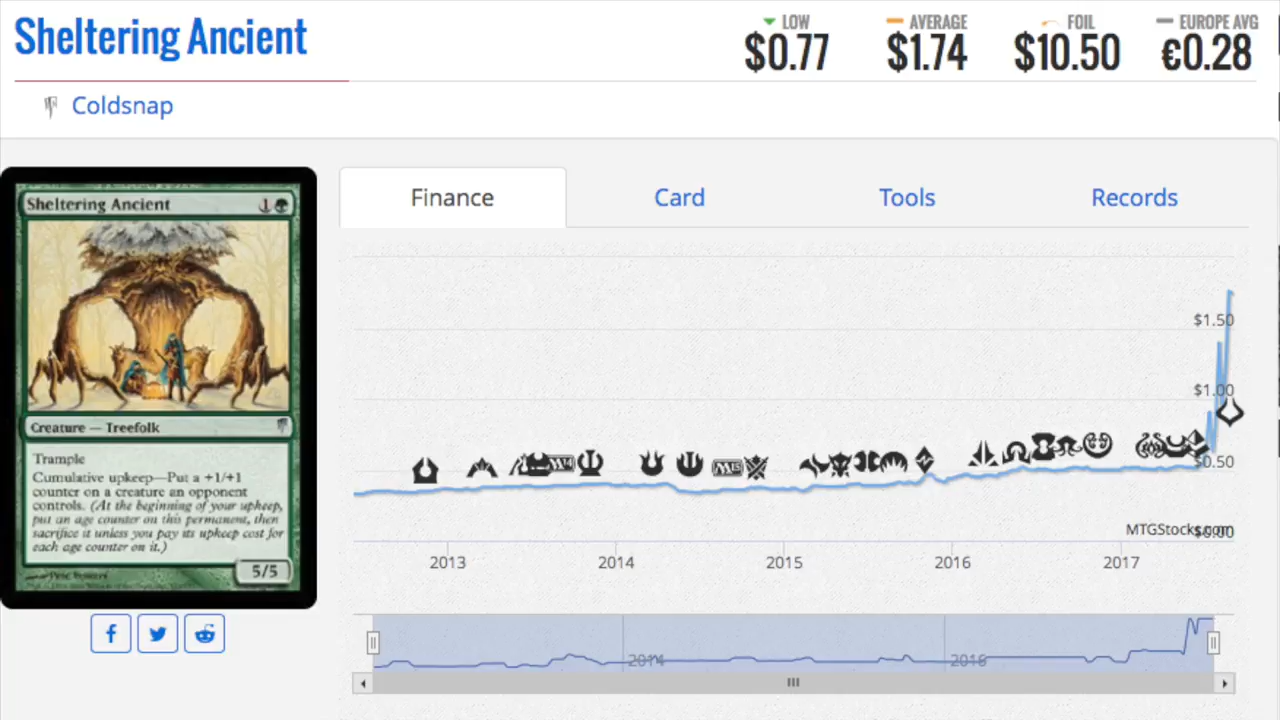 Sheltering Ancient
LOW
$0.77
AVERAGE
$1.74
FOIL
$10.50
EUROPE AVG
€0.28
Coldsnap
Finance
Card
Tools
Records
Sheltering Ancient 1
Creature — Treefolk
Trample
Cumulative upkeep—Put a +1/+1
counter on a creature an opponent
controls. (At the beginning of your upkeep,
put an age counter on this permanent, then
sacrifice it unless you pay its upkeep cost for
each age counter on it.)
5/5
$1.50
$1.00
$0.50
MTGStocks.com
$0.00
2013
2014
2015
2016
2017
2014
2016